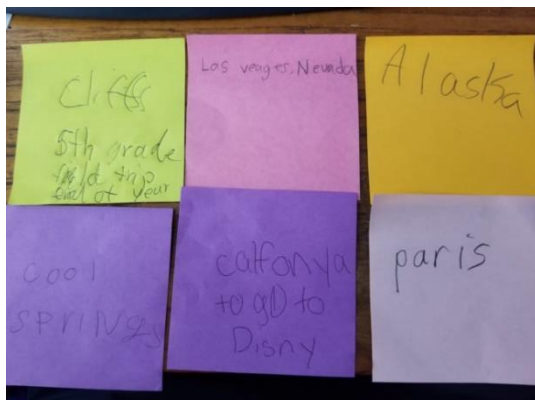 Cliffs
5th grade
field trip
end of year
Las veages, Nevada
Alaska
cool
SPRINGS
calfonya
to gO to
Disny
paris